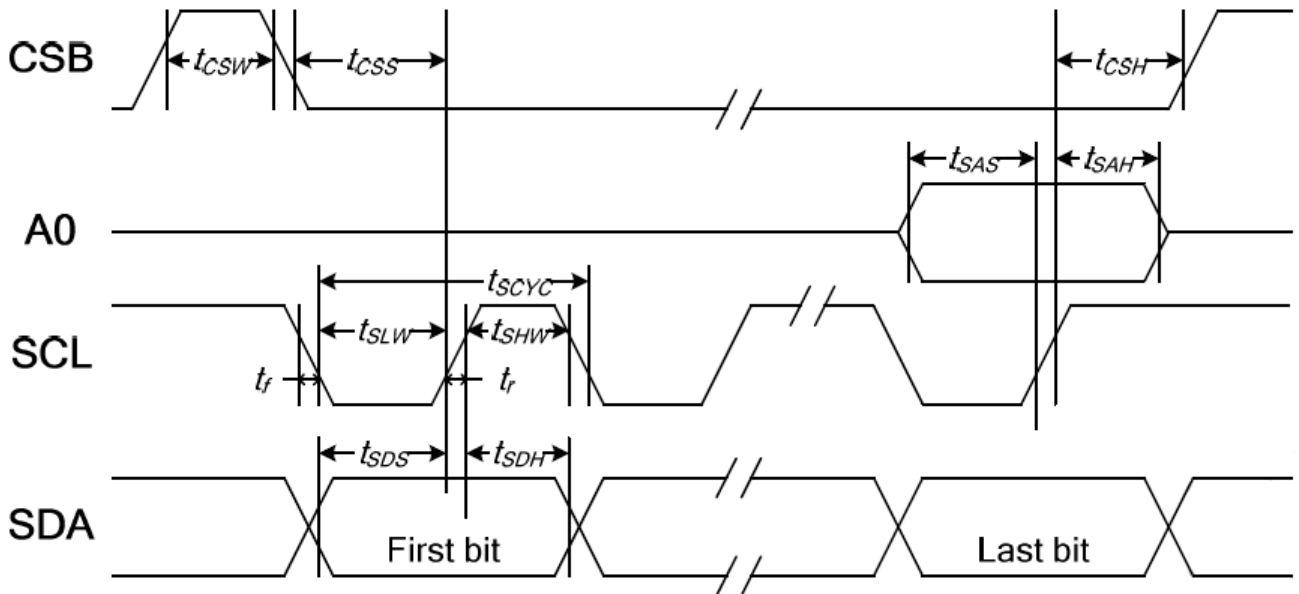 CSB
tCSW
tCSS
tCSH
tSAS
tSAH
A0
tSCYC
tSLW
tSHW
SCL
tf
tr
tSDS
tSDH
SDA
First bit
Last bit